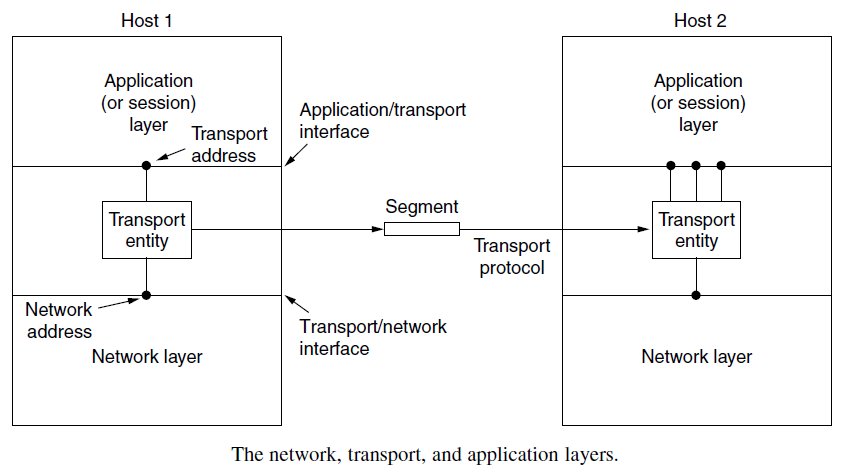 Host 1
Host 2
Application
(or session)
layer
Transport
address
Application/transport
interface
Application
(or session)
layer
Transport
entity
Segment
Transport
protocol
Transport
entity
Network
address
Network layer
Transport/network
interface
Network layer
The network, transport, and application layers.